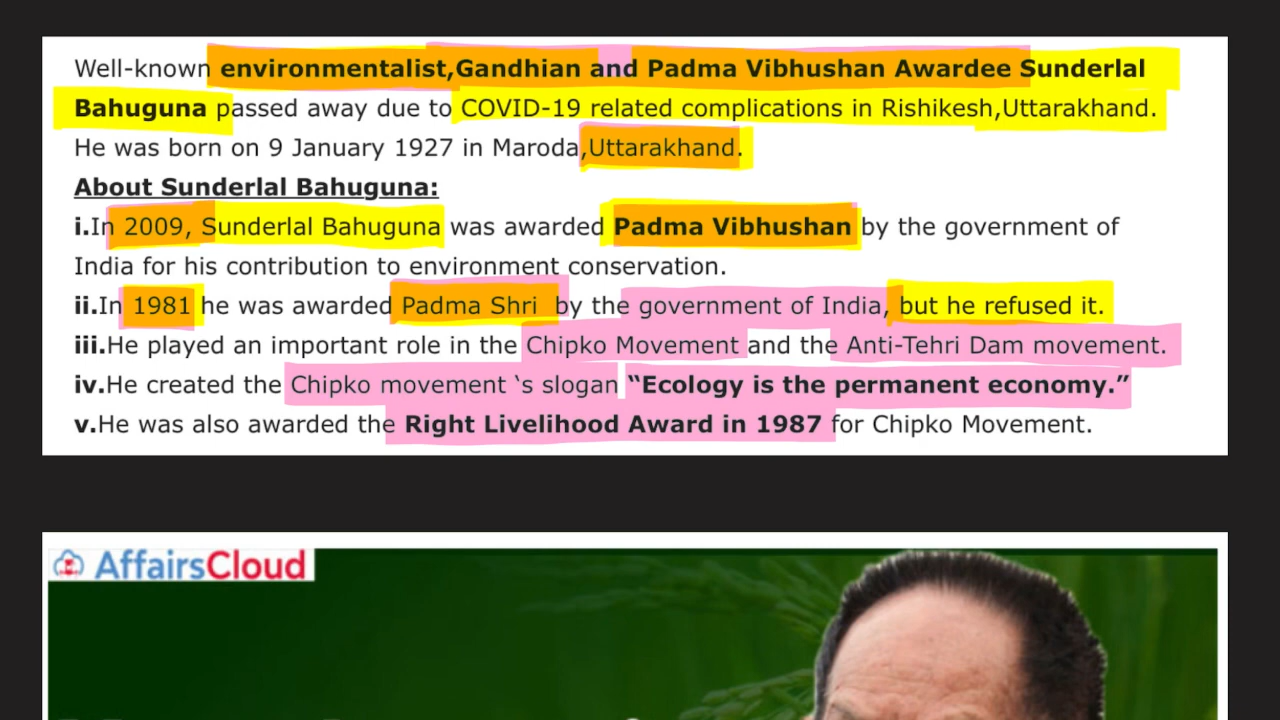 Well-known environmentalist,Gandhian and Padma Vibhushan Awardee Sunderlal
Bahuguna passed away due to COVID-19 related complications in Rishikesh,Uttarakhand.
He was born on 9 January 1927 in Maroda,Uttarakhand.
About Sunderlal Bahuguna:
i.In 2009, Sunderlal Bahuguna was awarded Padma Vibhushan by the government of
India for his contribution to environment conservation.
ii.In 1981 he was awarded Padma Shri by the government of India, but he refused it.
iii.He played an important role in the Chipko Movement and the Anti-Tehri Dam movement.
iv.He created the Chipko movement ‛s slogan “Ecology is the permanent economy.”
v.He was also awarded the Right Livelihood Award in 1987 for Chipko Movement.
AffairsCloud